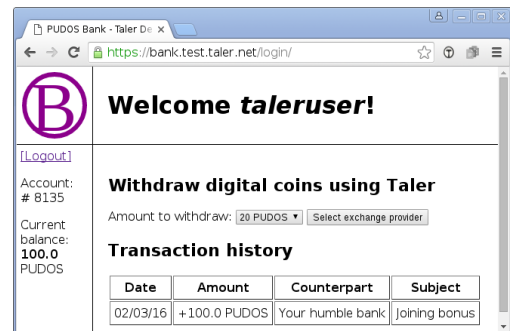 PUDOS Bank - Taler De
https://bank.test.taler.net/login/
B
Welcome taleruser!
[Logout]
Account:
# 8135
Current
balance:
100.0
PUDOS
Withdraw digital coins using Taler
Amount to withdraw: 20 PUDOS Select exchange provider
Transaction history
Date Amount Counterpart Subject
02/03/16 +100.0 PUDOS Your humble bank Joining bonus